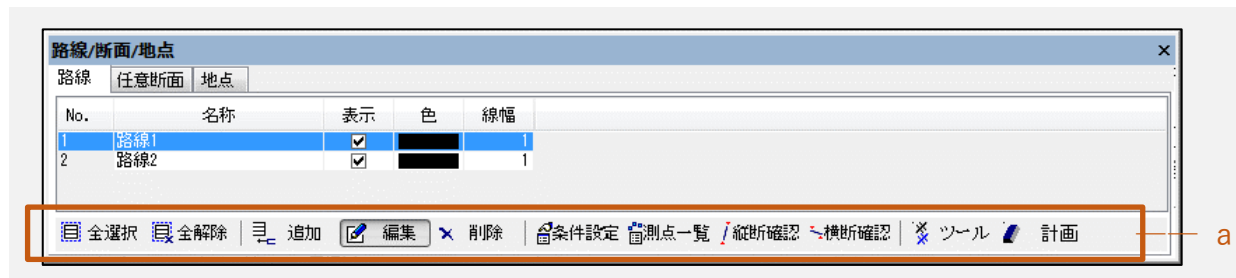 路線/断面/地点
路線 任意断面 地点
No. 名称 表示 色 線幅
1 路線1 1
2 路線2 1
全選択 全解除 追加 編集 削除 条件設定 測点一覧 縦断確認 横断確認 ツール 計画 a